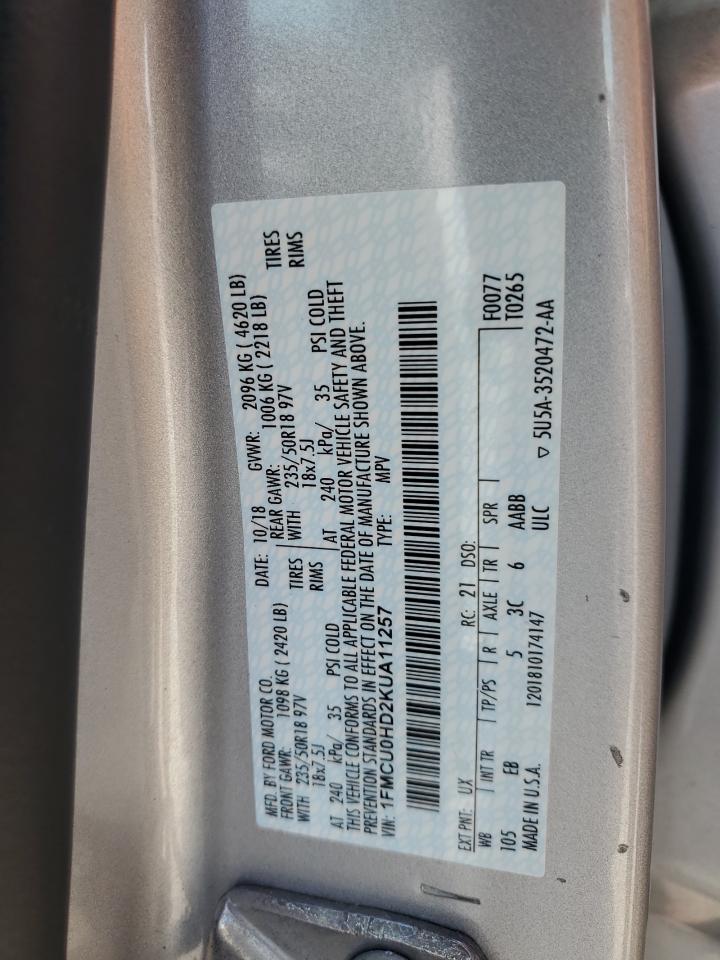 MFD. BY FORD MOTOR CO.
DATE: 10/18 GVWR: 2096 KG ( 4620 LB)
FRONT GAWR: 1098 KG ( 2420 LB) REAR GAWR: 1006 KG ( 2218 LB)
WITH 235/50R18 97V TIRES WITH 235/50R18 97V TIRES
18x7.5J RIMS 18x7.5J RIMS
AT 240 kPa/ 35 PSI COLD AT 240 kPa/ 35 PSI COLD
THIS VEHICLE CONFORMS TO ALL APPLICABLE FEDERAL MOTOR VEHICLE SAFETY AND THEFT
PREVENTION STANDARDS IN EFFECT ON THE DATE OF MANUFACTURE SHOWN ABOVE.
VIN: 1FMCU0HD2KUA11257 TYPE: MPV
EXT PNT: UX RC: 21 DSO: F0077
WB INT TR TP/PS R AXLE TR SPR T0265
105 EB 5 3C 6 AABB
MADE IN U.S.A. 1201810174147 ULC ▽ 5U5A-3520472-AA